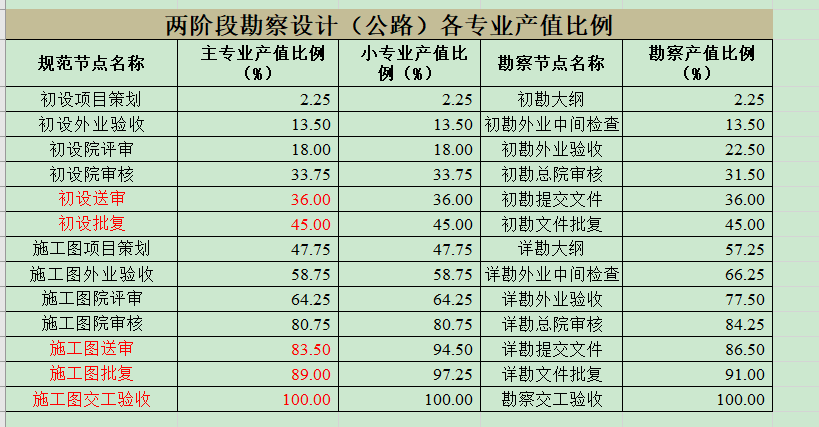 两阶段勘察设计（公路）各专业产值比例
规范节点名称 主专业产值比例（%） 小专业产值比例（%） 勘察节点名称 勘察产值比例（%）
初设项目策划 2.25 2.25 初勘大纲 2.25
初设外业验收 13.50 13.50 初勘外业中间检查 13.50
初设院评审 18.00 18.00 初勘外业验收 22.50
初设院审核 33.75 33.75 初勘总院审核 31.50
初设送审 36.00 36.00 初勘提交文件 36.00
初设批复 45.00 45.00 初勘文件批复 45.00
施工图项目策划 47.75 47.75 详勘大纲 57.25
施工图外业验收 58.75 58.75 详勘外业中间检查 66.25
施工图院评审 64.25 64.25 详勘外业验收 77.50
施工图院审核 80.75 80.75 详勘总院审核 84.25
施工图送审 83.50 94.50 详勘提交文件 86.50
施工图批复 89.00 97.25 详勘文件批复 91.00
施工图交工验收 100.00 100.00 勘察交工验收 100.00